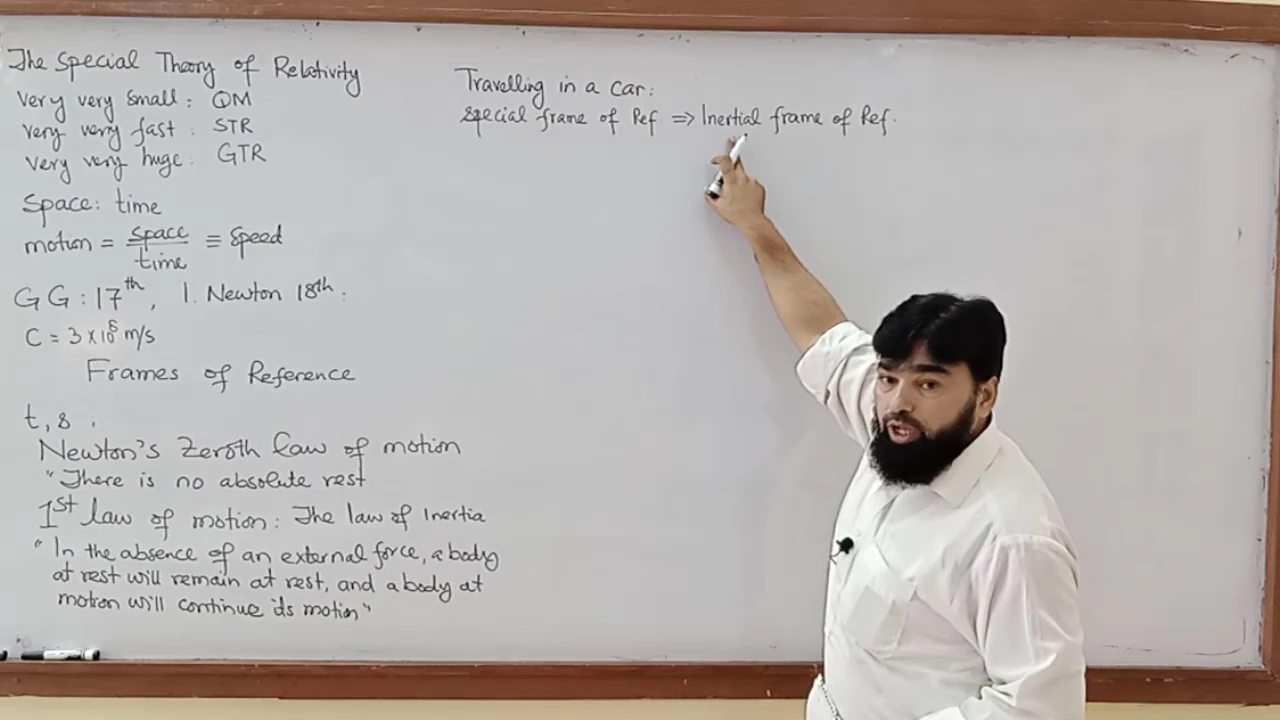 The Special Theory of Relativity
Very very small: QM
very very fast: STR
very very huge: GTR
Space: time
motion = space/time ≡ speed
GG: 17th, I. Newton 18th:
C = 3 x 10^8 m/s
Frames of Reference
t, s,
Newton's Zeroth law of motion
"There is no absolute rest
1st law of motion: The law of Inertia
"In the absence of an external force, a body
at rest will remain at rest, and a body at
motion will continue its motion"
Travelling in a car:
special frame of Ref => Inertial frame of Ref.